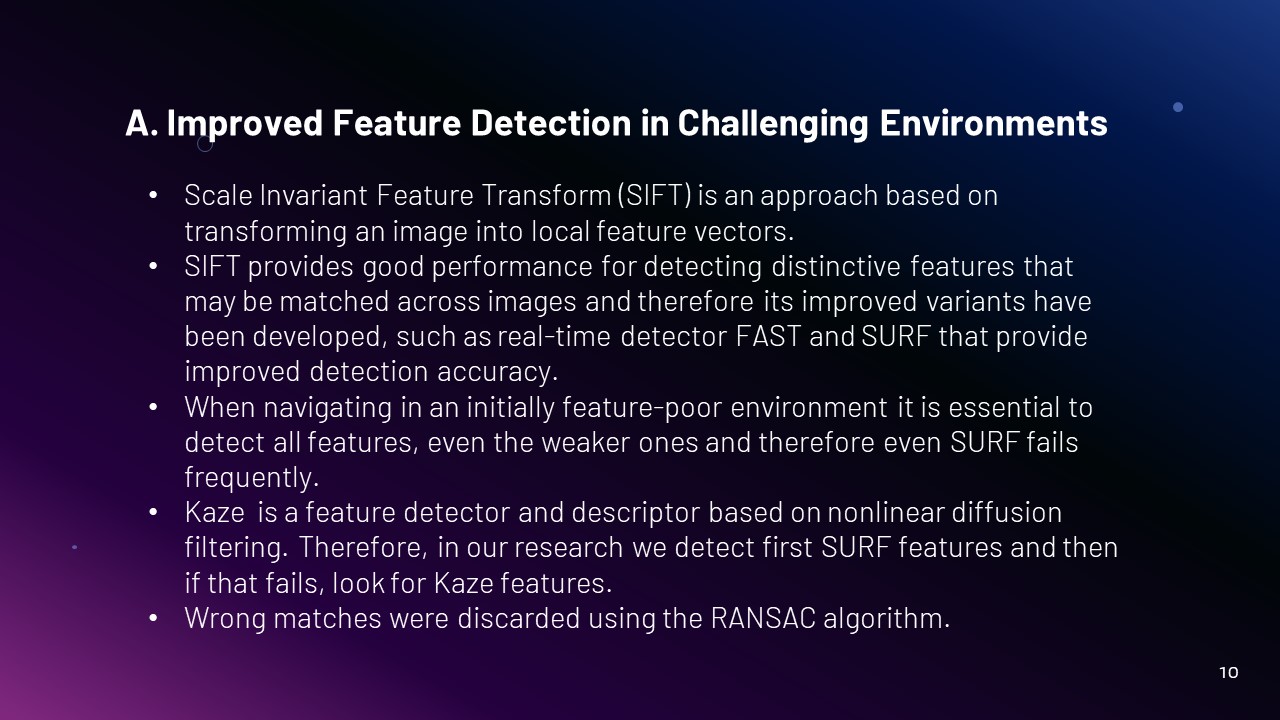 A. Improved Feature Detection in Challenging Environments
• Scale Invariant Feature Transform (SIFT) is an approach based on
transforming an image into local feature vectors.
• SIFT provides good performance for detecting distinctive features that
may be matched across images and therefore its improved variants have
been developed, such as real-time detector FAST and SURF that provide
improved detection accuracy.
• When navigating in an initially feature-poor environment it is essential to
detect all features, even the weaker ones and therefore even SURF fails
frequently.
• Kaze is a feature detector and descriptor based on nonlinear diffusion
filtering. Therefore, in our research we detect first SURF features and then
if that fails, look for Kaze features.
• Wrong matches were discarded using the RANSAC algorithm.
10